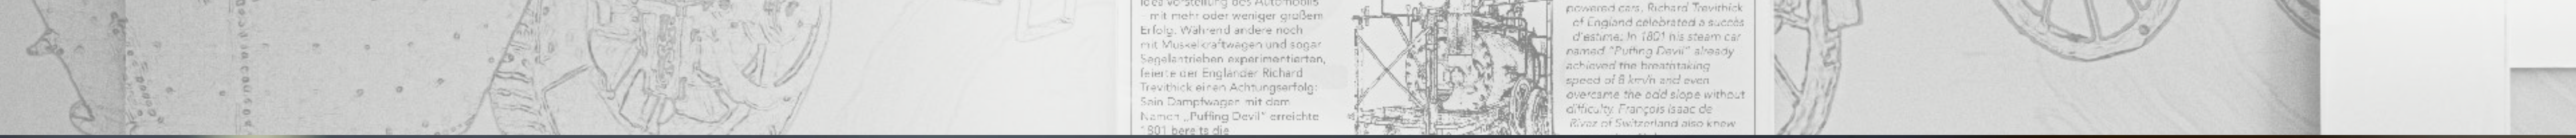 Idea Vorstellung des Automobils
mit mehr oder weniger großem
Erfolg. Während andere noch
mit Muskelkraftwagen und sogar
Segelantrieben experimentierten,
feierte der Engländer Richard
Trevithick einen Achtungserfolg:
Sein Dampfwagen mit dem
Namen „Puffing Devil" erreichte
1801 bereits die
powered cars, Richard Trevithick
of England celebrated a succès
d'estime: In 1801 his steam car
named "Puffing Devil" already
achieved the breathtaking
speed of 8 km/h and even
overcame the odd slope without
difficulty. François Isaac de
Rivaz of Switzerland also knew